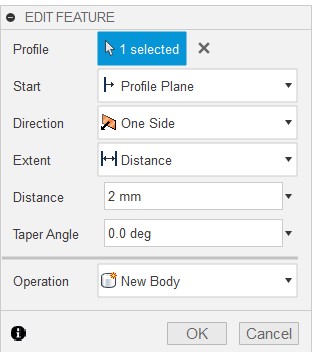 EDIT FEATURE
Profile 1 selected
Start Profile Plane
Direction One Side
Extent Distance
Distance 2 mm
Taper Angle 0.0 deg
Operation New Body
OK Cancel